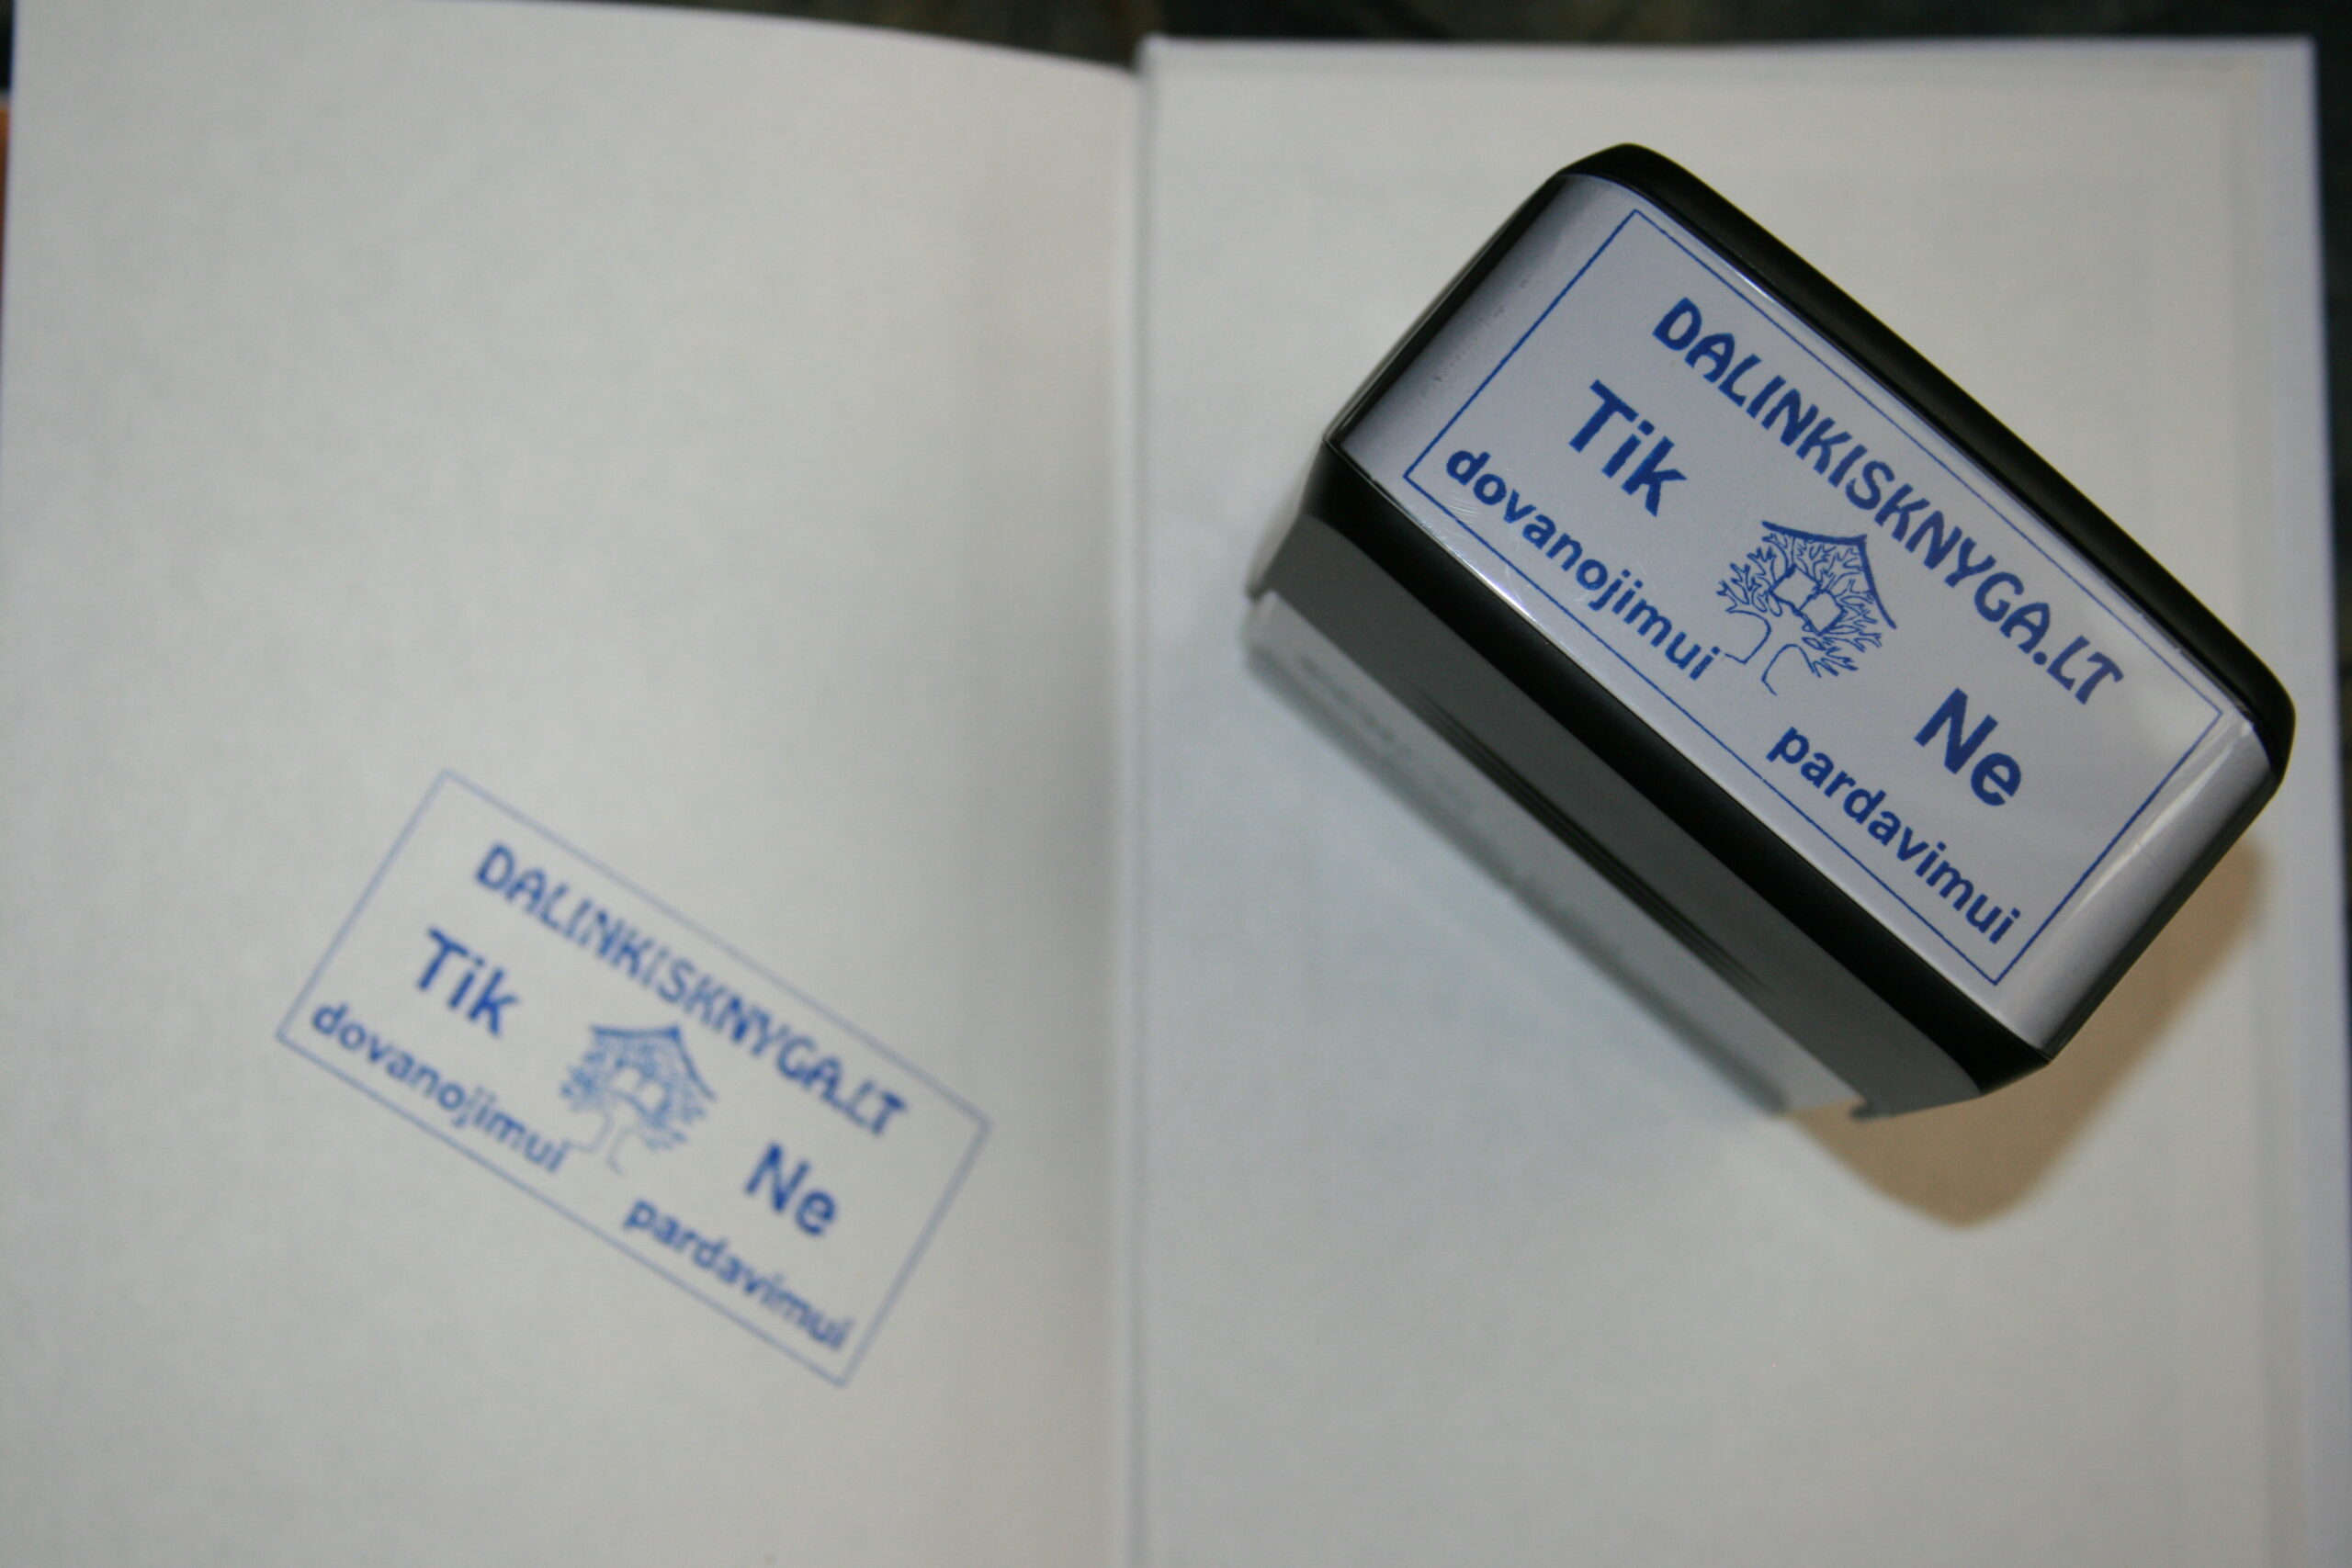 DALINKISKNYGA.LT
Tik
dovanojimui
Ne
pardavimui
DALINKISKNYGA.LT
Tik
dovanojimui
Ne
pardavimui